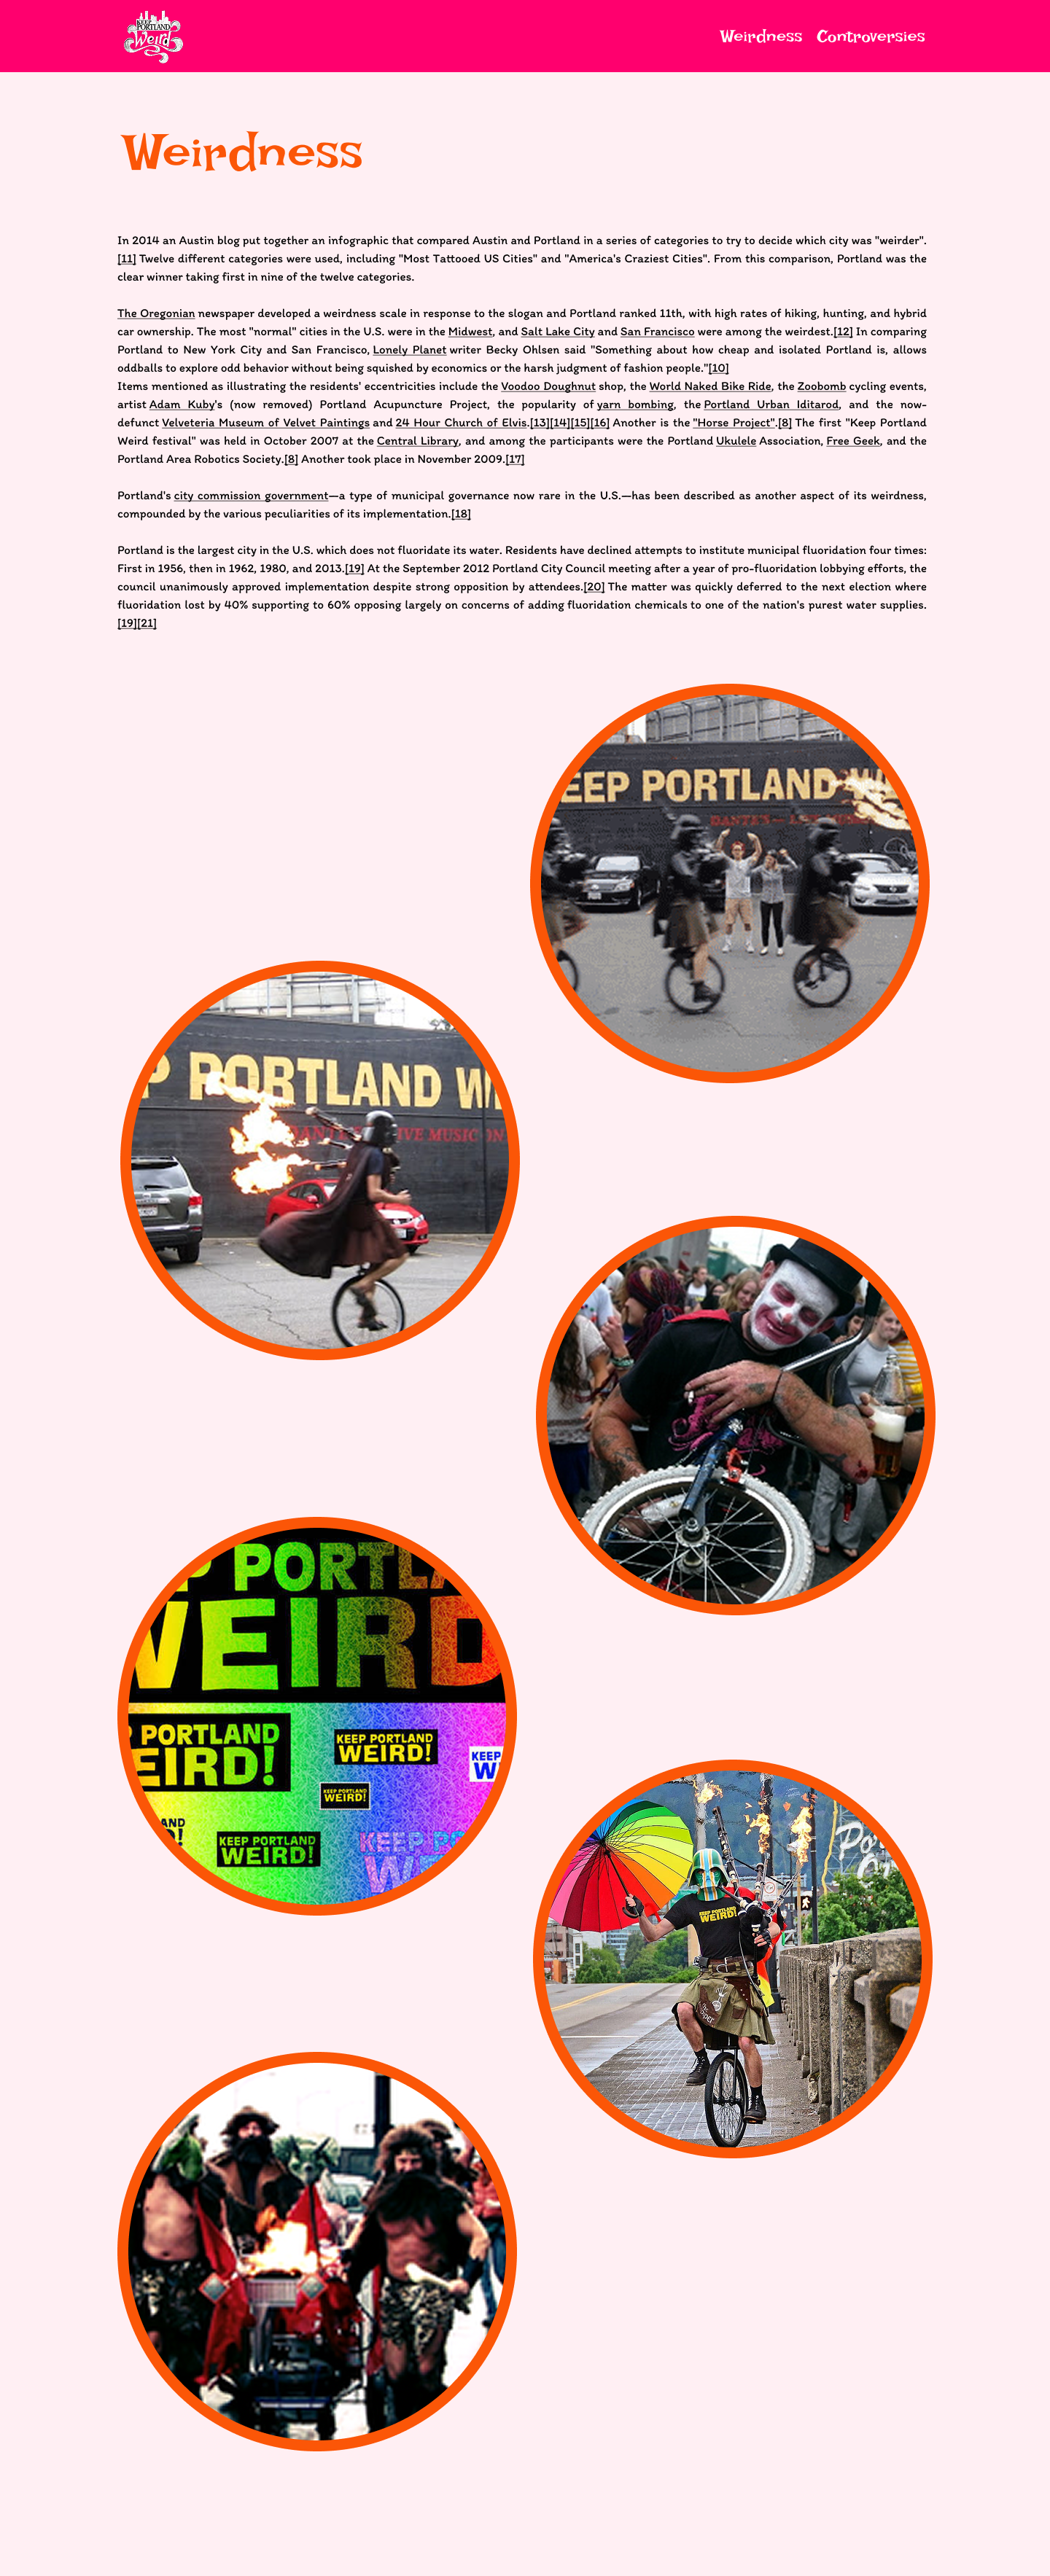 KEEP
PORTLAND
Weird
Weirdness Controversies
Weirdness
In 2014 an Austin blog put together an infographic that compared Austin and Portland in a series of categories to try to decide which city was "weirder".
[11] Twelve different categories were used, including "Most Tattooed US Cities" and "America's Craziest Cities". From this comparison, Portland was the
clear winner taking first in nine of the twelve categories.
The Oregonian newspaper developed a weirdness scale in response to the slogan and Portland ranked 11th, with high rates of hiking, hunting, and hybrid
car ownership. The most "normal" cities in the U.S. were in the Midwest, and Salt Lake City and San Francisco were among the weirdest.[12] In comparing
Portland to New York City and San Francisco, Lonely Planet writer Becky Ohlsen said "Something about how cheap and isolated Portland is, allows
oddballs to explore odd behavior without being squished by economics or the harsh judgment of fashion people."[10]
Items mentioned as illustrating the residents' eccentricities include the Voodoo Doughnut shop, the World Naked Bike Ride, the Zoobomb cycling events,
artist Adam Kuby's (now removed) Portland Acupuncture Project, the popularity of yarn bombing, the Portland Urban Iditarod, and the now-
defunct Velveteria Museum of Velvet Paintings and 24 Hour Church of Elvis.[13][14][15][16] Another is the "Horse Project".[8] The first "Keep Portland
Weird festival" was held in October 2007 at the Central Library, and among the participants were the Portland Ukulele Association, Free Geek, and the
Portland Area Robotics Society.[8] Another took place in November 2009.[17]
Portland's city commission government—a type of municipal governance now rare in the U.S.—has been described as another aspect of its weirdness,
compounded by the various peculiarities of its implementation.[18]
Portland is the largest city in the U.S. which does not fluoridate its water. Residents have declined attempts to institute municipal fluoridation four times:
First in 1956, then in 1962, 1980, and 2013.[19] At the September 2012 Portland City Council meeting after a year of pro-fluoridation lobbying efforts, the
council unanimously approved implementation despite strong opposition by attendees.[20] The matter was quickly deferred to the next election where
fluoridation lost by 40% supporting to 60% opposing largely on concerns of adding fluoridation chemicals to one of the nation's purest water supplies.
[19][21]
EEP PORTLAND WE
DANTE'S — LIVE MUSIC
P PORTLAND WE
DANTE'S LIVE MUSIC ON
P PORTLA
WEIRD
PORTLAND
EIRD!
KEEP PORTLAND
WEIRD!
KEEP
W
KEEP PORTLAND
WEIRD!
AND
D!
KEEP PORTLAND
WEIRD!
KEEP PO
WE
KEEP PORTLAND
WEIRD!